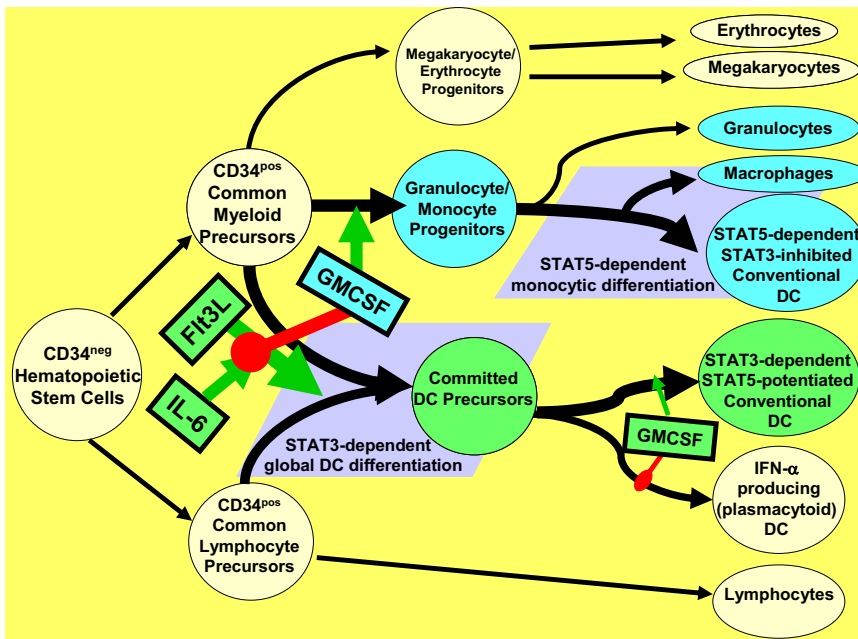 Erythrocytes
Megakaryocytes
Megakaryocyte/
Erythrocyte
Progenitors
Granulocytes
Macrophages
CD34pos
Common
Myeloid
Precursors
Granulocyte/
Monocyte
Progenitors
STAT5-dependent
STAT3-inhibited
Conventional
DC
STAT5-dependent
monocytic differentiation
GMCSF
Flt3L
IL-6
CD34neg
Hematopoietic
Stem Cells
Committed
DC Precursors
STAT3-dependent
STAT5-potentiated
Conventional
DC
GMCSF
STAT3-dependent
global DC differentiation
IFN-α
producing
(plasmacytoid)
DC
CD34pos
Common
Lymphocyte
Precursors
Lymphocytes